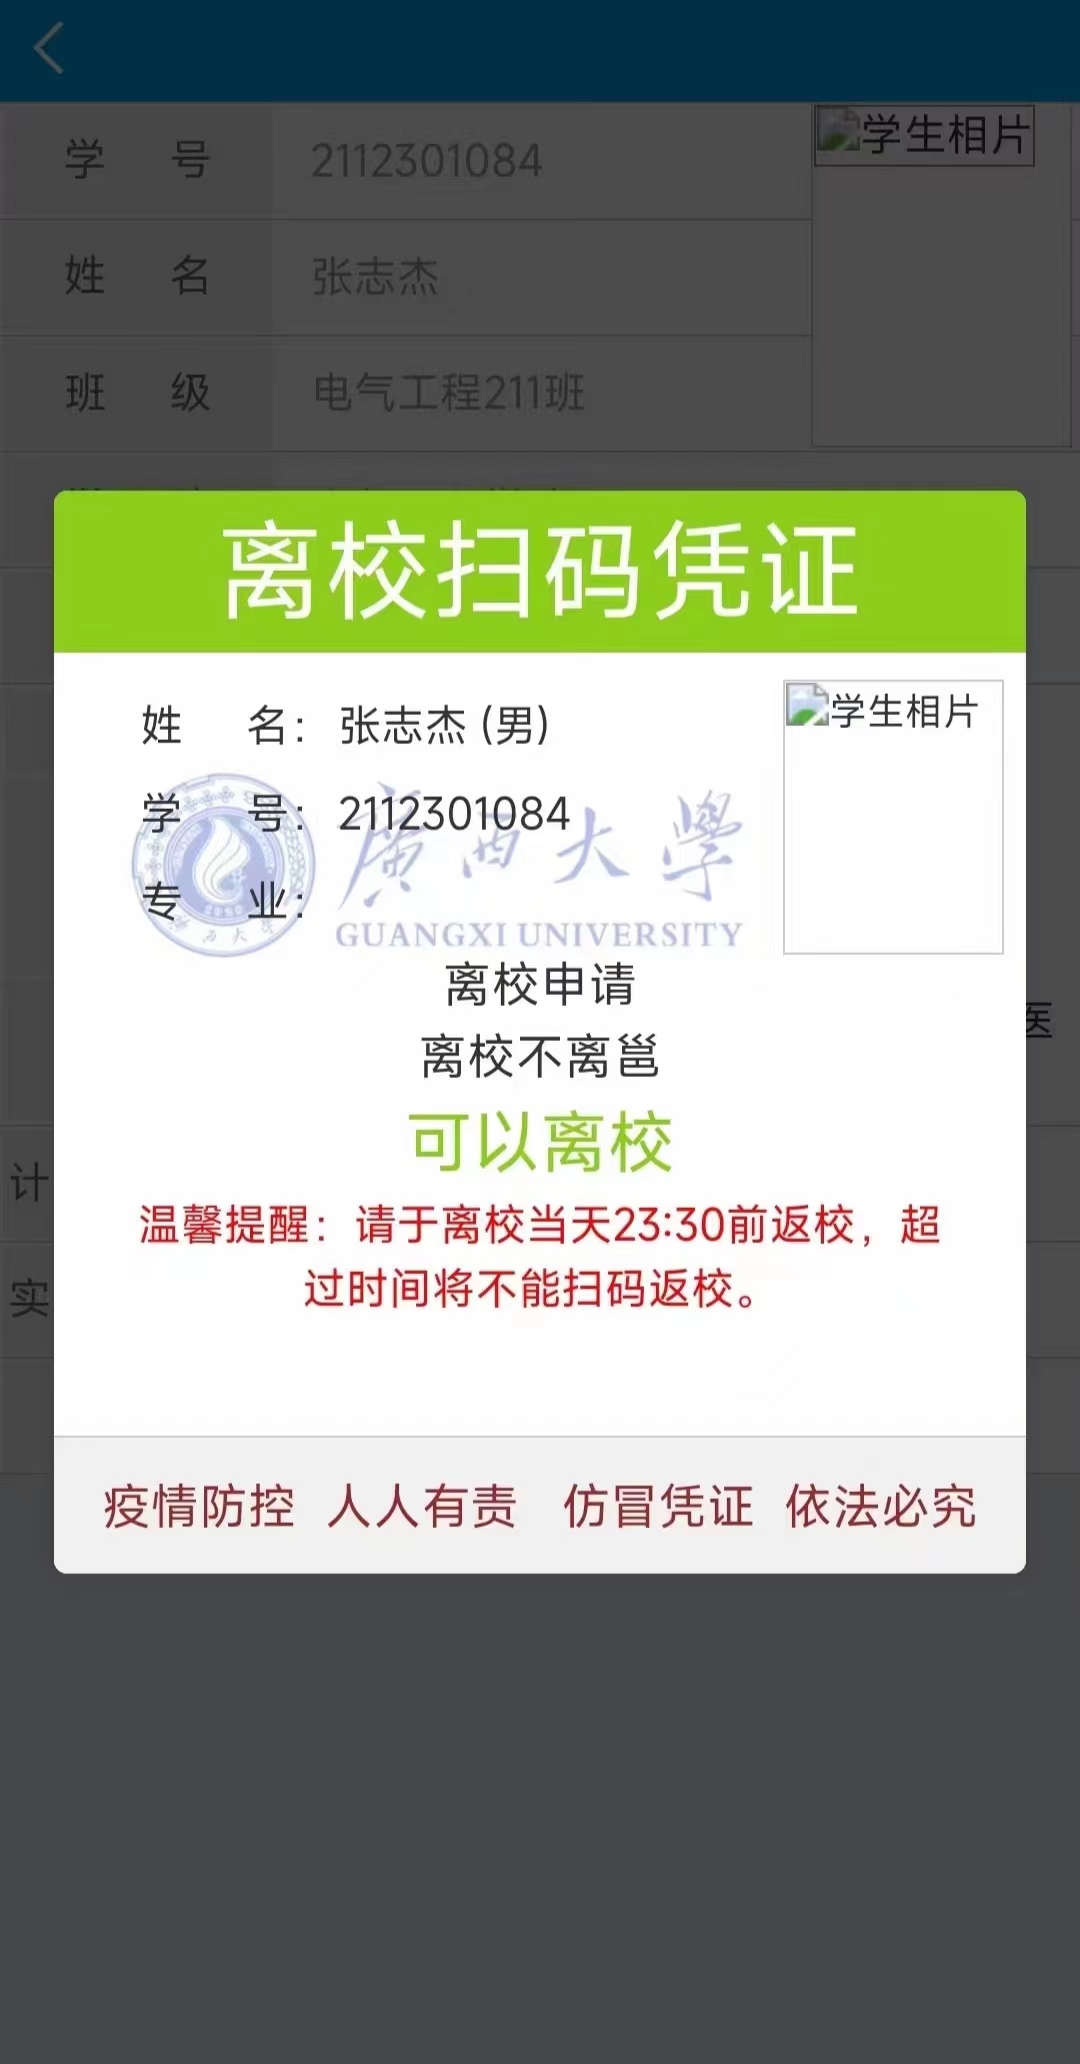 学 号 2112301084
学生相片
姓 名 张志杰
班 级 电气工程211班
离校扫码凭证
姓 名: 张志杰 (男)
学生相片
学 号: 2112301084
专 业:
廣西大學
GUANGXI UNIVERSITY
离校申请
离校不离邕
可以离校
温馨提醒：请于离校当天23:30前返校，超
过时间将不能扫码返校。
医
计
实
疫情防控 人人有责 仿冒凭证 依法必究